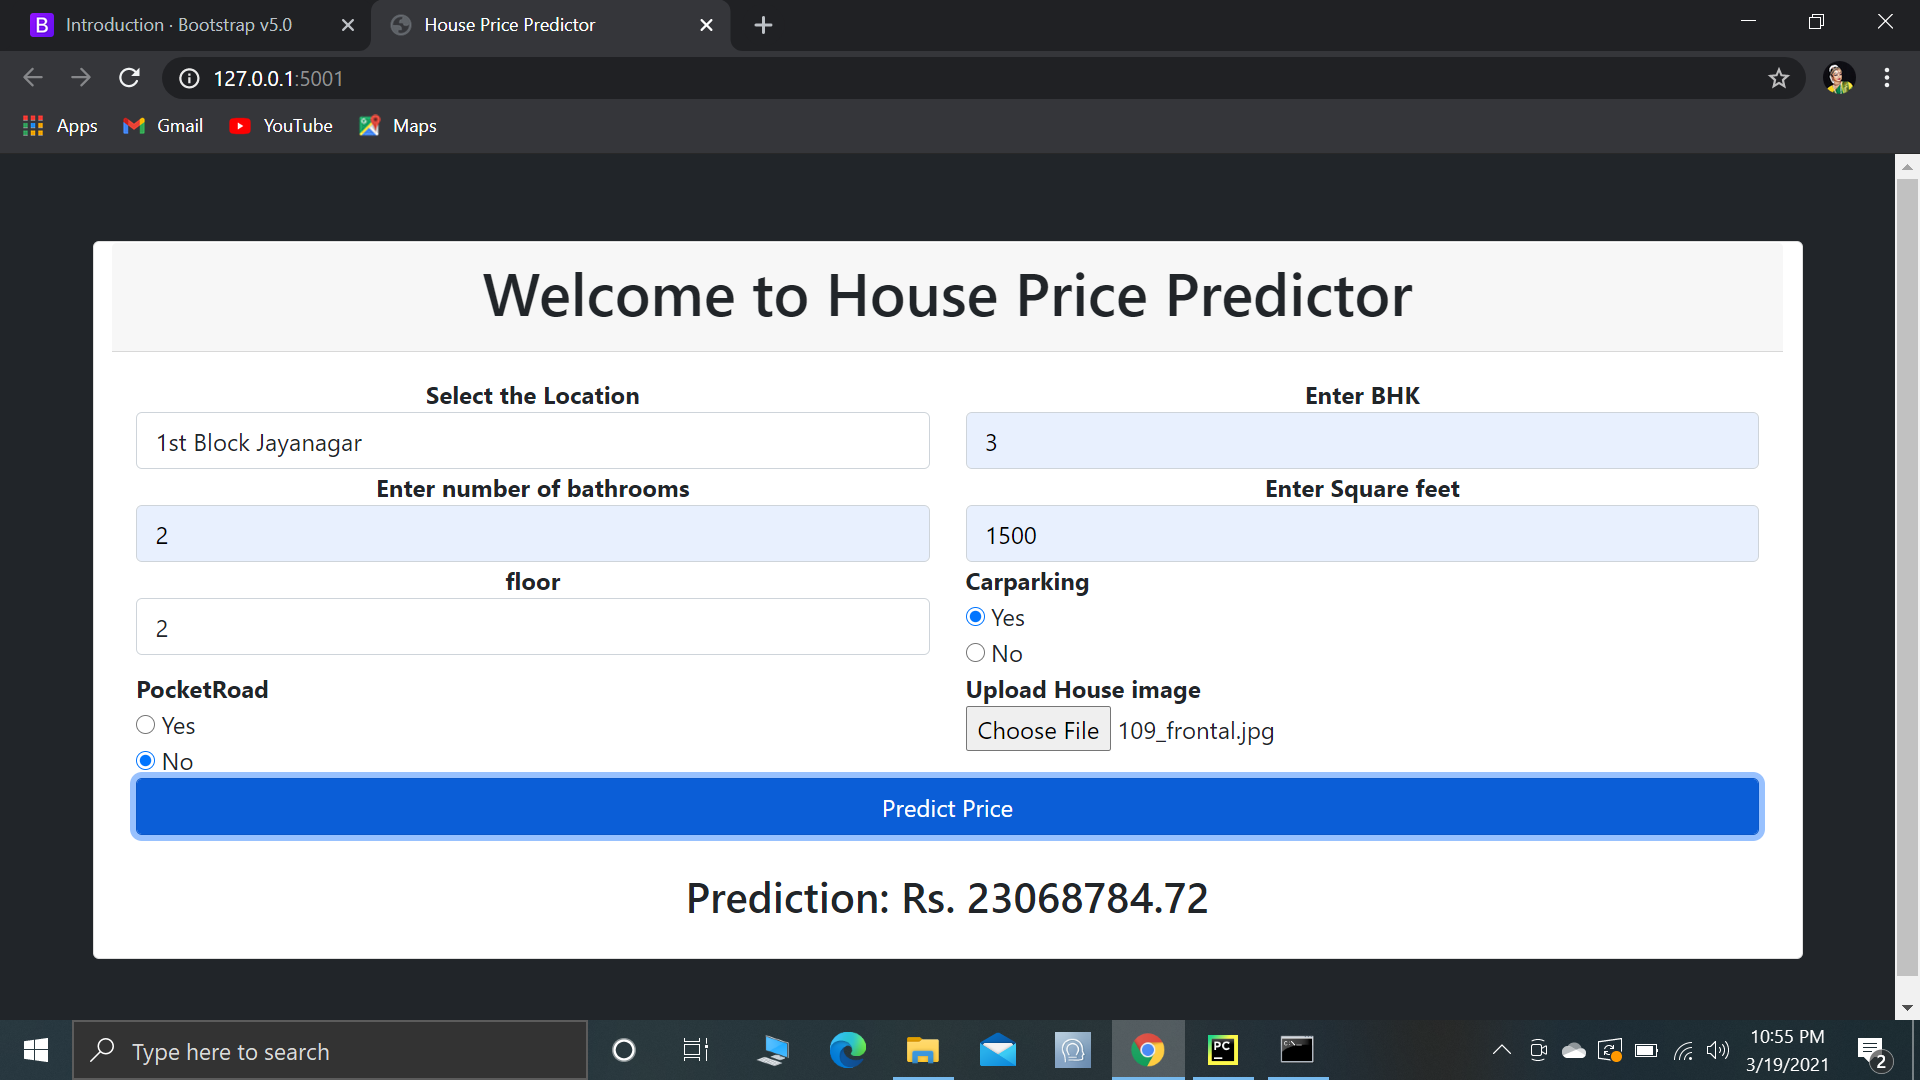 Introduction · Bootstrap v5.0
House Price Predictor
127.0.0.1:5001
Apps
Gmail
YouTube
Maps
Welcome to House Price Predictor
Select the Location
Enter BHK
1st Block Jayanagar
3
Enter number of bathrooms
Enter Square feet
2
1500
floor
Carparking
2
Yes
No
PocketRoad
Upload House image
Yes
Choose File 109_frontal.jpg
No
Predict Price
Prediction: Rs. 23068784.72
Type here to search
PC
10:55 PM
3/19/2021
2